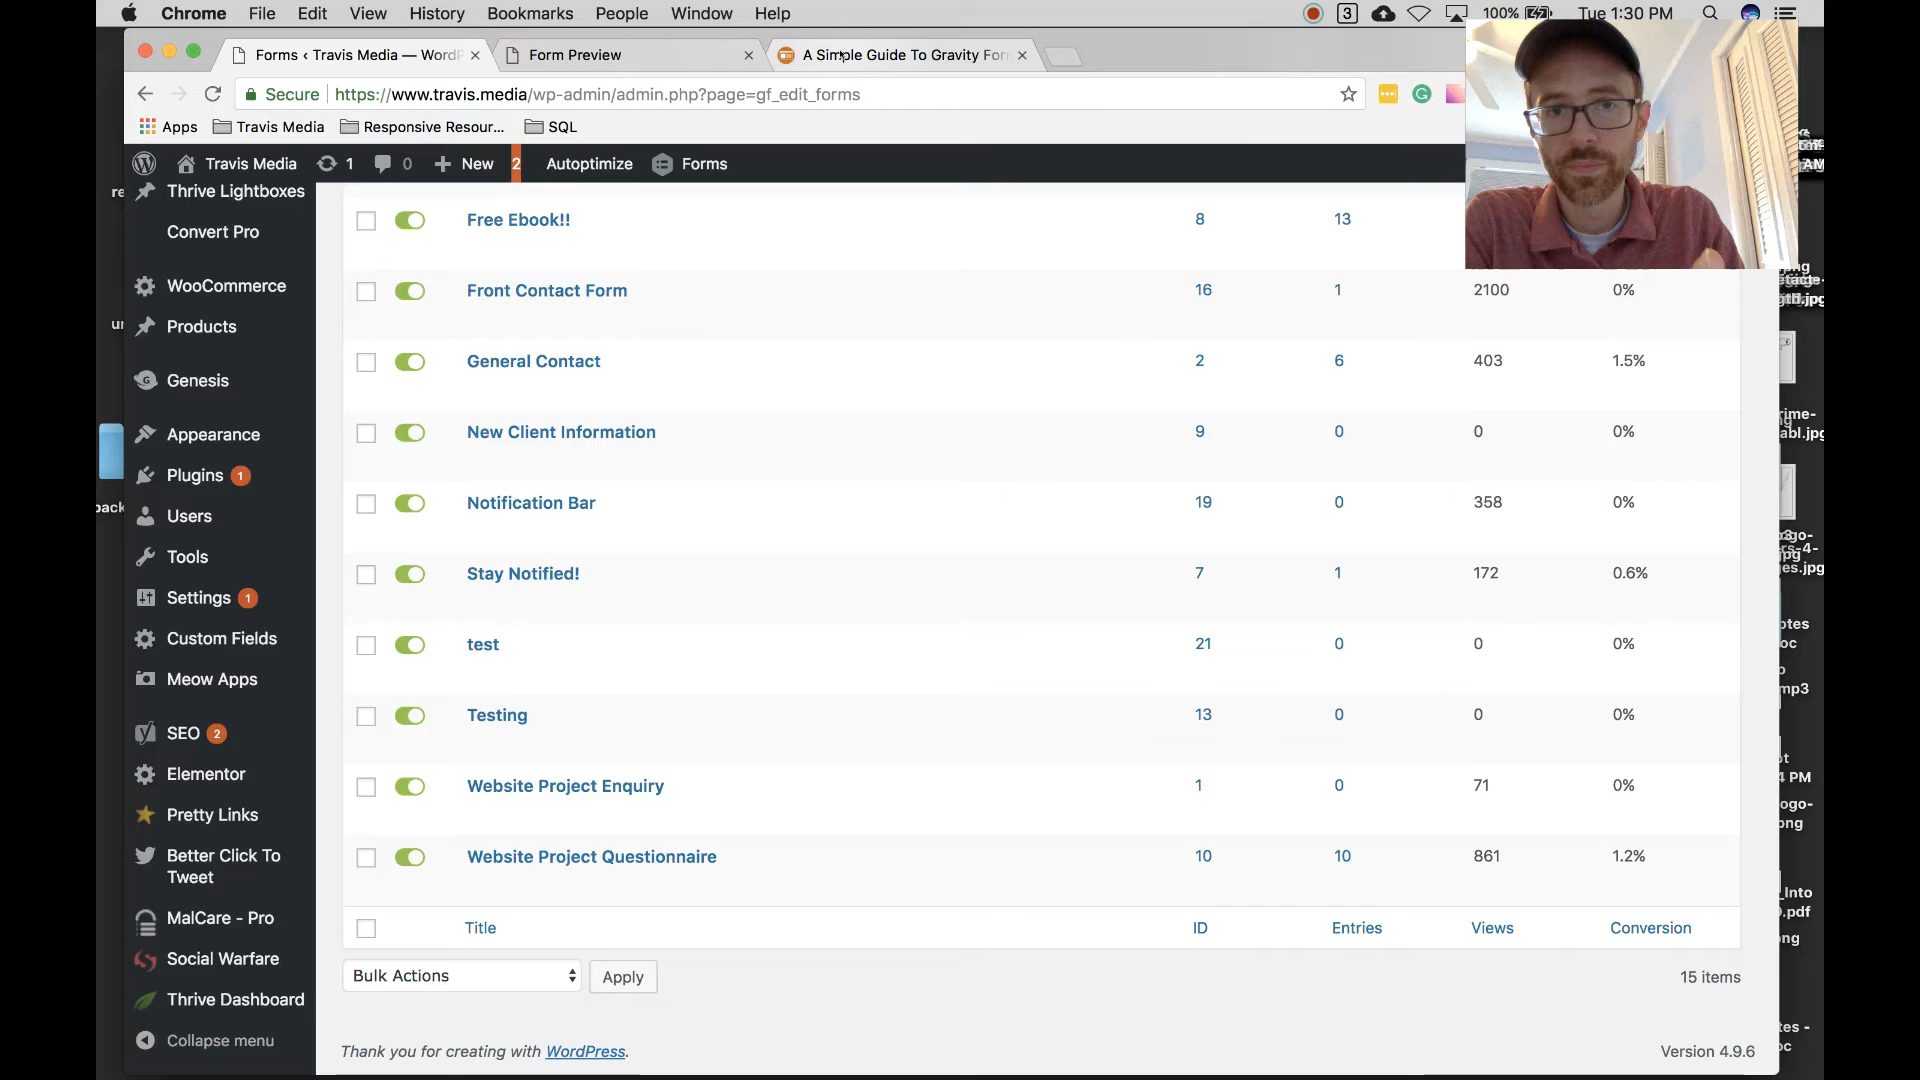 Chrome File Edit View History Bookmarks People Window Help
3 100% Tue 1:30 PM
Forms ‹ Travis Media — WordP
Form Preview
A Simple Guide To Gravity For
Secure https://www.travis.media/wp-admin/admin.php?page=gf_edit_forms
Apps Travis Media Responsive Resour... SQL
Travis Media 1 0 New 2 Autoptimize Forms
Thrive Lightboxes
Convert Pro
WooCommerce
Products
Genesis
Appearance
Plugins 1
Users
Tools
Settings 1
Custom Fields
Meow Apps
SEO 2
Elementor
Pretty Links
Better Click To
Tweet
MalCare - Pro
Social Warfare
Thrive Dashboard
Collapse menu
Free Ebook!! 8 13
Front Contact Form 16 1 2100 0%
General Contact 2 6 403 1.5%
New Client Information 9 0 0 0%
Notification Bar 19 0 358 0%
Stay Notified! 7 1 172 0.6%
test 21 0 0 0%
Testing 13 0 0 0%
Website Project Enquiry 1 0 71 0%
Website Project Questionnaire 10 10 861 1.2%
Title ID Entries Views Conversion
Bulk Actions Apply 15 items
Thank you for creating with WordPress.
Version 4.9.6